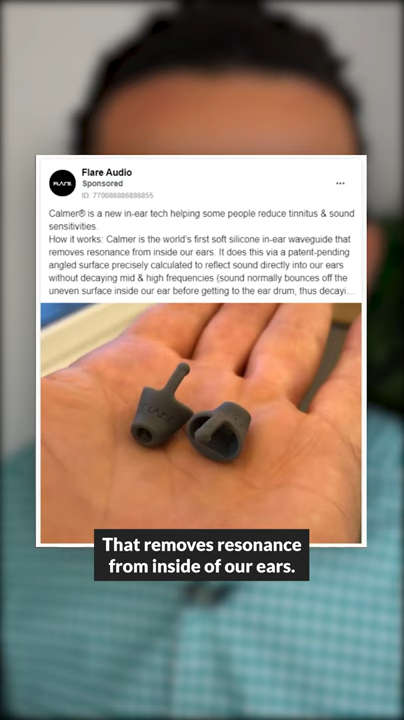 FLARE.
Flare Audio
Sponsored
ID: 770086886886855
Calmer® is a new in-ear tech helping some people reduce tinnitus & sound
sensitivities.
How it works: Calmer is the world's first soft silicone in-ear waveguide that
removes resonance from inside our ears. It does this via a patent-pending
angled surface precisely calculated to reflect sound directly into our ears
without decaying mid & high frequencies (sound normally bounces off the
uneven surface inside our ear before getting to the ear drum, thus decayi...
FLARE
That removes resonance
from inside of our ears.